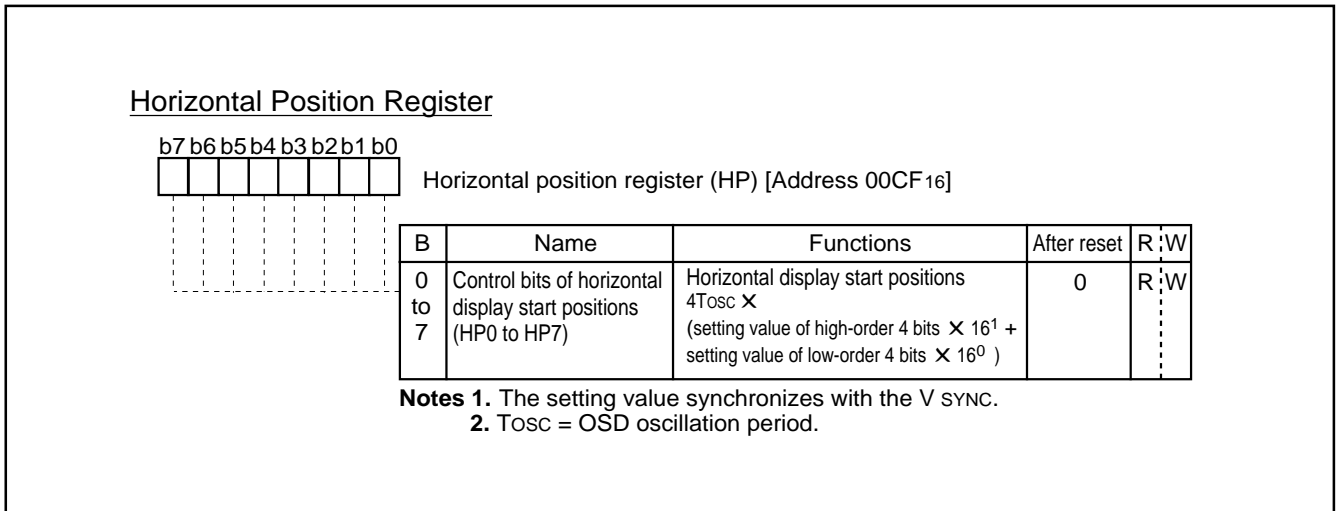 Horizontal Position Register
b7 b6 b5 b4 b3 b2 b1 b0
Horizontal position register (HP) [Address 00CF16]
B Name Functions After reset R W
0 to 7 Control bits of horizontal display start positions (HP0 to HP7) Horizontal display start positions 0 R W
4TOSC ×
(setting value of high-order 4 bits × 16¹ +
setting value of low-order 4 bits × 16⁰ )
Notes 1. The setting value synchronizes with the V SYNC.
2. TOSC = OSD oscillation period.